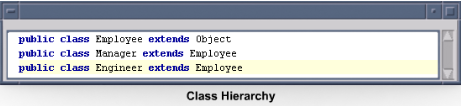 public class Employee extends Object
public class Manager extends Employee
public class Engineer extends Employee
Class Hierarchy